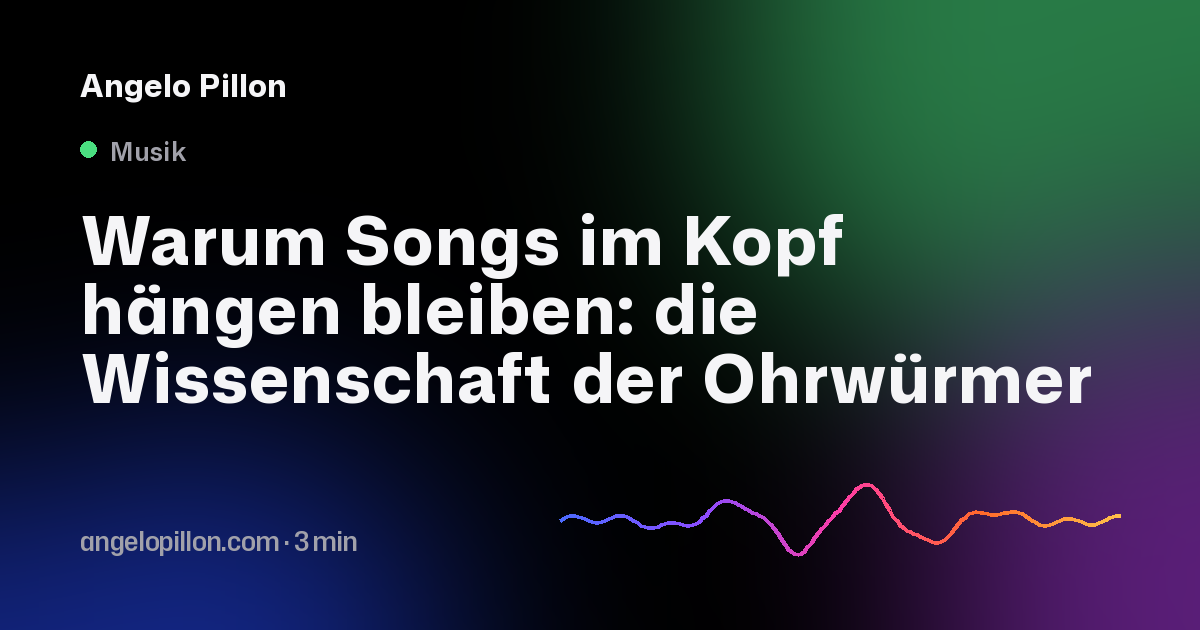 Angelo Pillon
Musik
Warum Songs im Kopf
hängen bleiben: die
Wissenschaft der Ohrwürmer
angelopillon.com · 3 min